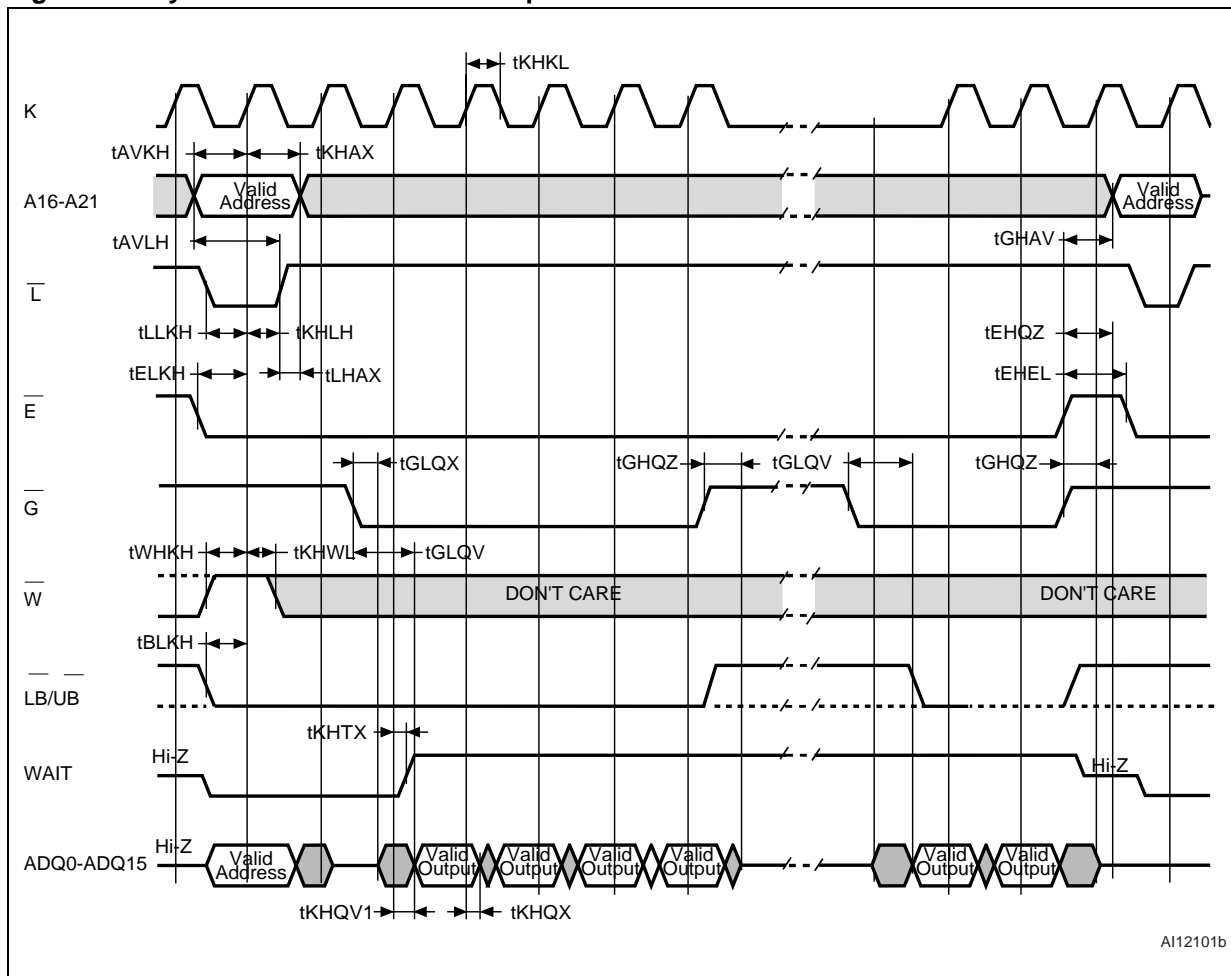 tKHKL
K
tAVKH tKHAX
A16-A21 Valid Address Valid Address
tAVLH tGHAV
L
tLLKH tKHLH tEHQZ
tELKH tLHAX tEHEL
E
tGLQX tGHQZ tGLQV tGHQZ
G
tWHKH tKHWL tGLQV
W DON'T CARE DON'T CARE
tBLKH
LB/UB
tKHTX
WAIT Hi-Z Hi-Z
ADQ0-ADQ15 Hi-Z Valid Address Valid Output Valid Output Valid Output Valid Output Valid Output Valid Output
tKHQV1 tKHQX
AI12101b